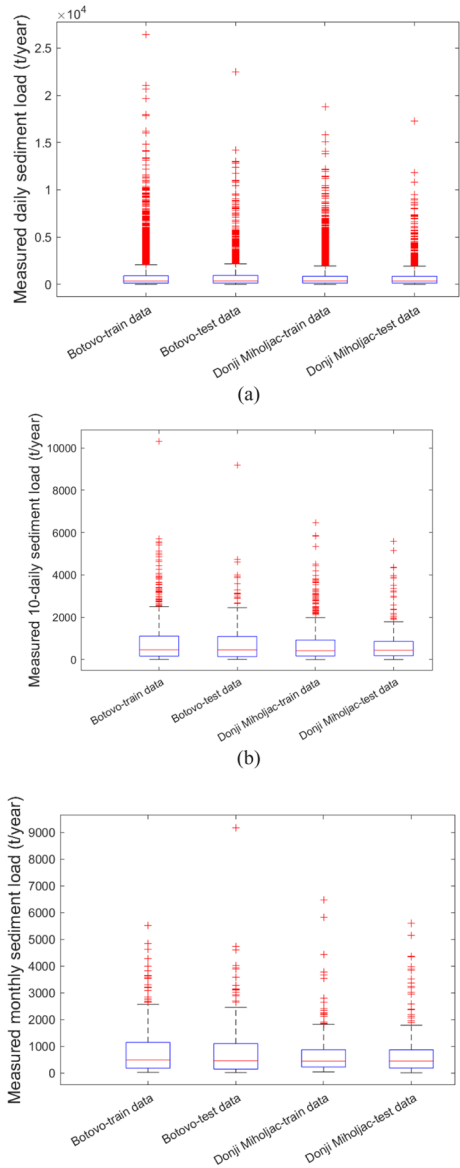 ×10⁴
2.5
2
1.5
1
0.5
0
Measured daily sediment load (t/year)
Botovo-train data
Botovo-test data
Donji Miholjac-train data
Donji Miholjac-test data
(a)
10000
8000
6000
4000
2000
0
Measured 10-daily sediment load (t/year)
Botovo-train data
Botovo-test data
Donji Miholjac-train data
Donji Miholjac-test data
(b)
9000
8000
7000
6000
5000
4000
3000
2000
1000
0
Measured monthly sediment load (t/year)
Botovo-train data
Botovo-test data
Donji Miholjac-train data
Donji Miholjac-test data